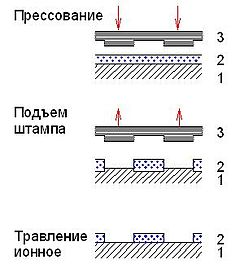 Прессование
3
2
1
Подъем
штампа
3
2
1
Травление
ионное
2
1